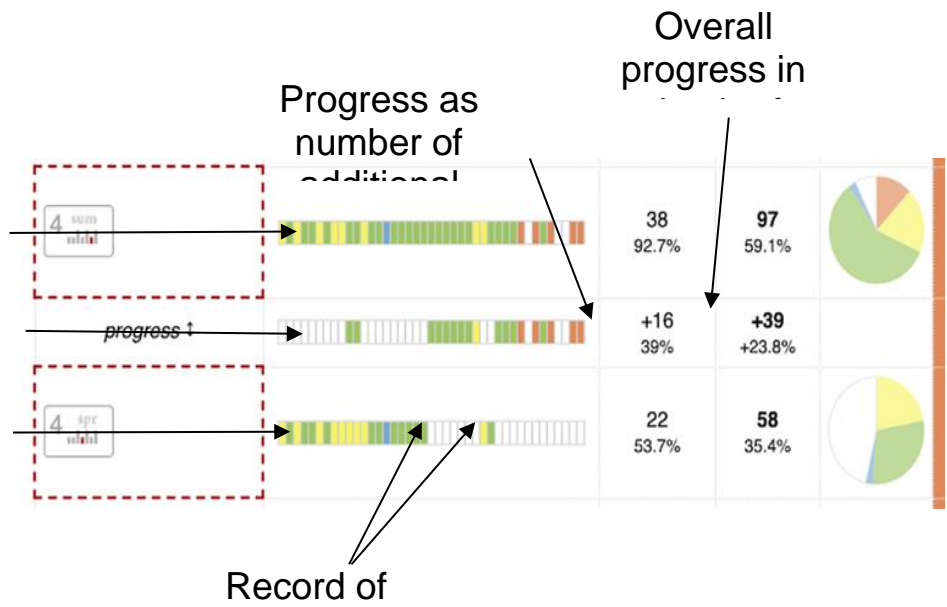 Overall
progress in
Progress as
number of
additional
4 sum
38
92.7%
97
59.1%
progress ↕
+16
39%
+39
+23.8%
4 spr
22
53.7%
58
35.4%
Record of